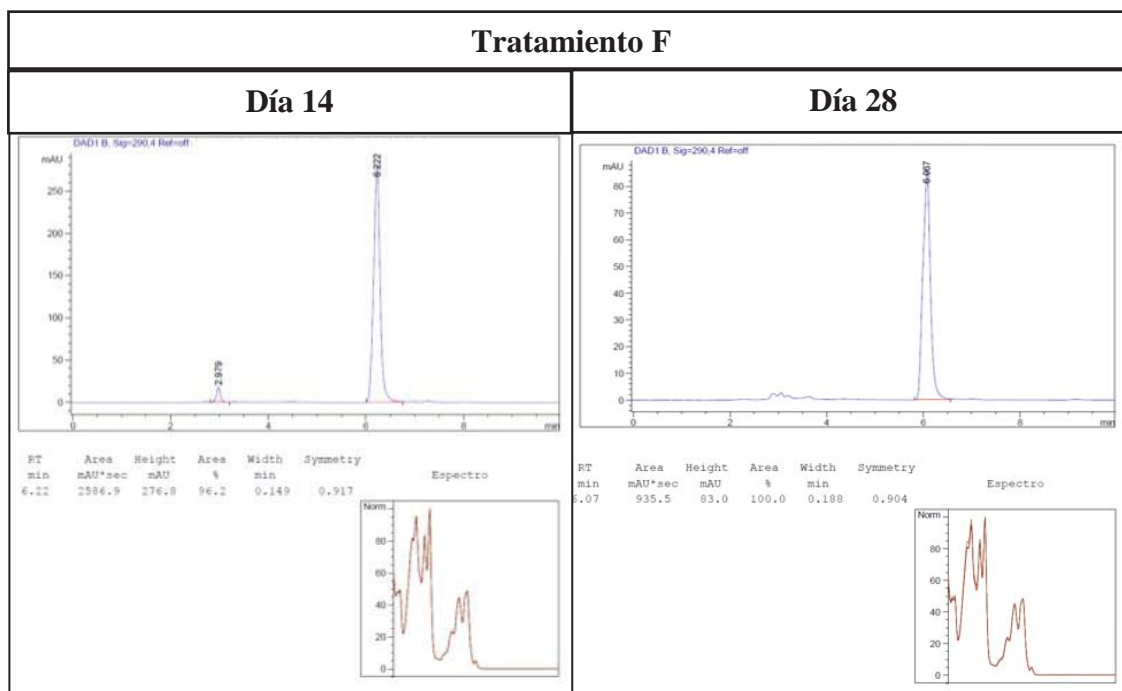 Tratamiento F
Día 14
Día 28
DAD1 B, Sig=290,4 Ref=off
mAU
250
200
150
100
50
0
2.979
6.222
0 2 4 6 8 min
RT Area Height Area Width Symmetry
min mAU*sec mAU % min
6.22 2586.9 276.8 96.2 0.149 0.917
Espectro
Norm
80
60
40
20
0
DAD1 B, Sig=290,4 Ref=off
mAU
80
70
60
50
40
30
20
10
0
6.067
0 2 4 6 8 min
RT Area Height Area Width Symmetry
min mAU*sec mAU % min
6.07 935.5 83.0 100.0 0.188 0.904
Espectro
Norm
80
60
40
20
0